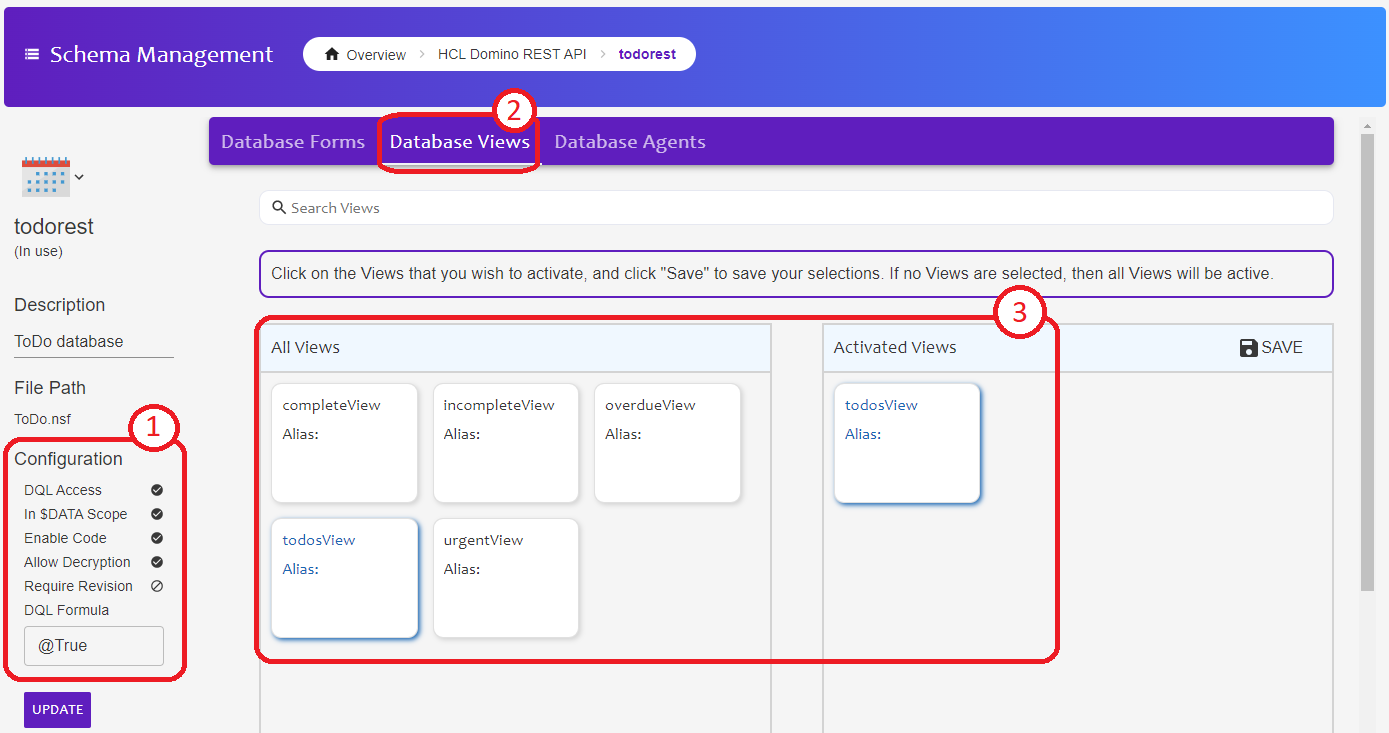 Schema Management
Overview > HCL Domino REST API > todorest
2
Database Forms Database Views Database Agents
todorest
(In use)
Description
ToDo database
File Path
ToDo.nsf
1
Configuration
DQL Access
In $DATA Scope
Enable Code
Allow Decryption
Require Revision
DQL Formula
@True
UPDATE
Search Views
Click on the Views that you wish to activate, and click "Save" to save your selections. If no Views are selected, then all Views will be active.
3
All Views
completeView
Alias:
incompleteView
Alias:
overdueView
Alias:
todosView
Alias:
urgentView
Alias:
Activated Views
SAVE
todosView
Alias: